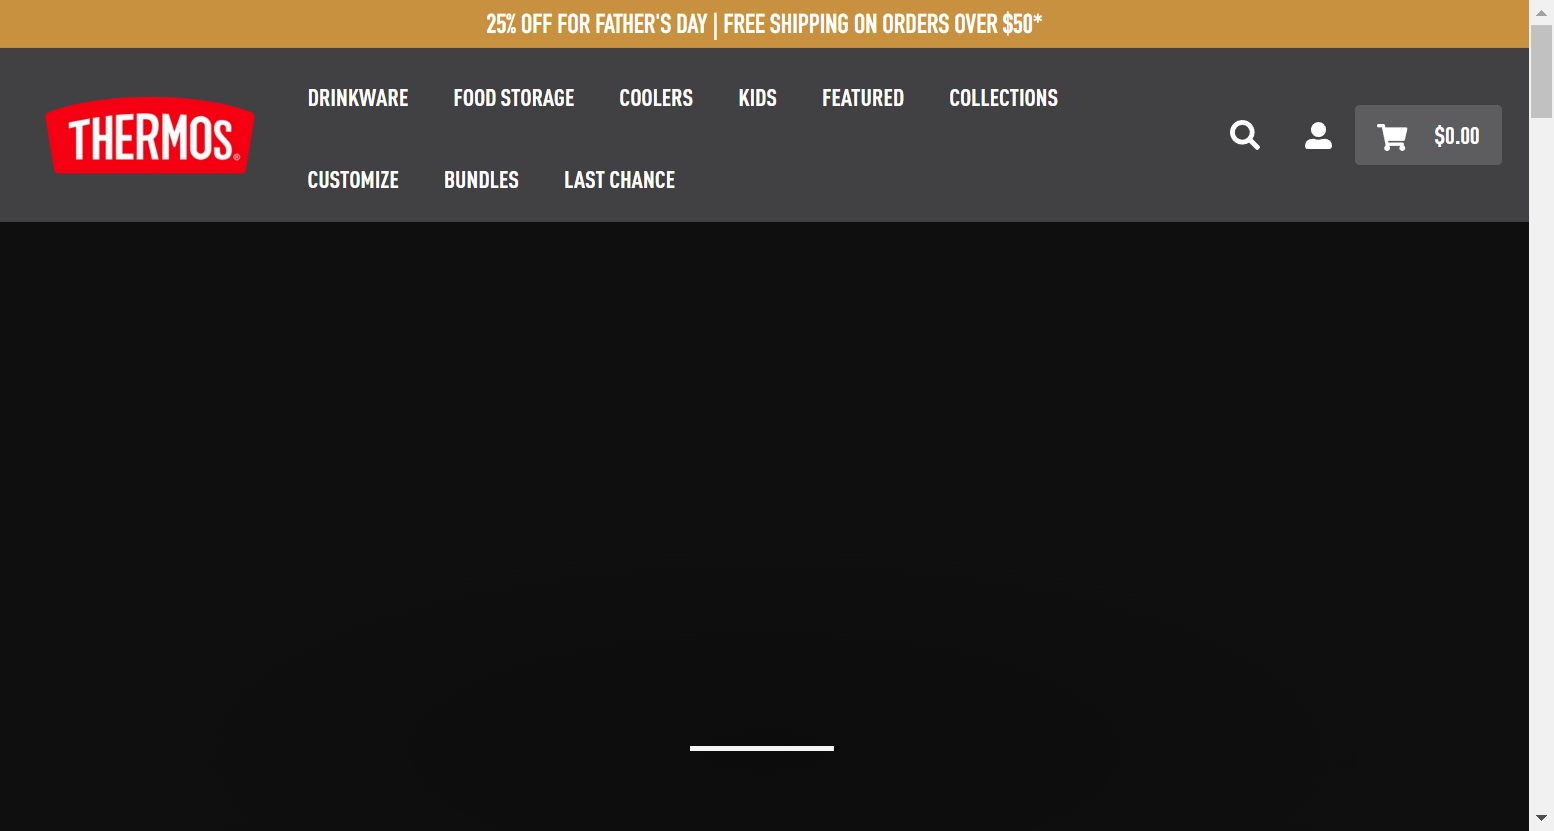 25% OFF FOR FATHER'S DAY | FREE SHIPPING ON ORDERS OVER $50*
THERMOS®
DRINKWARE FOOD STORAGE COOLERS KIDS FEATURED COLLECTIONS
CUSTOMIZE BUNDLES LAST CHANCE
$0.00